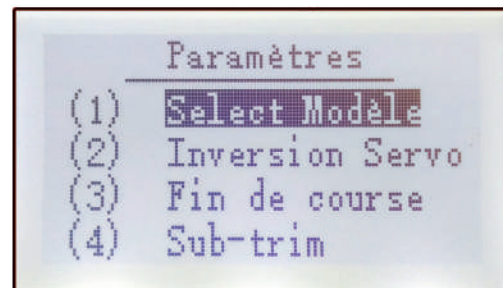 Paramètres
(1) Select Modèle
(2) Inversion Servo
(3) Fin de course
(4) Sub-trim